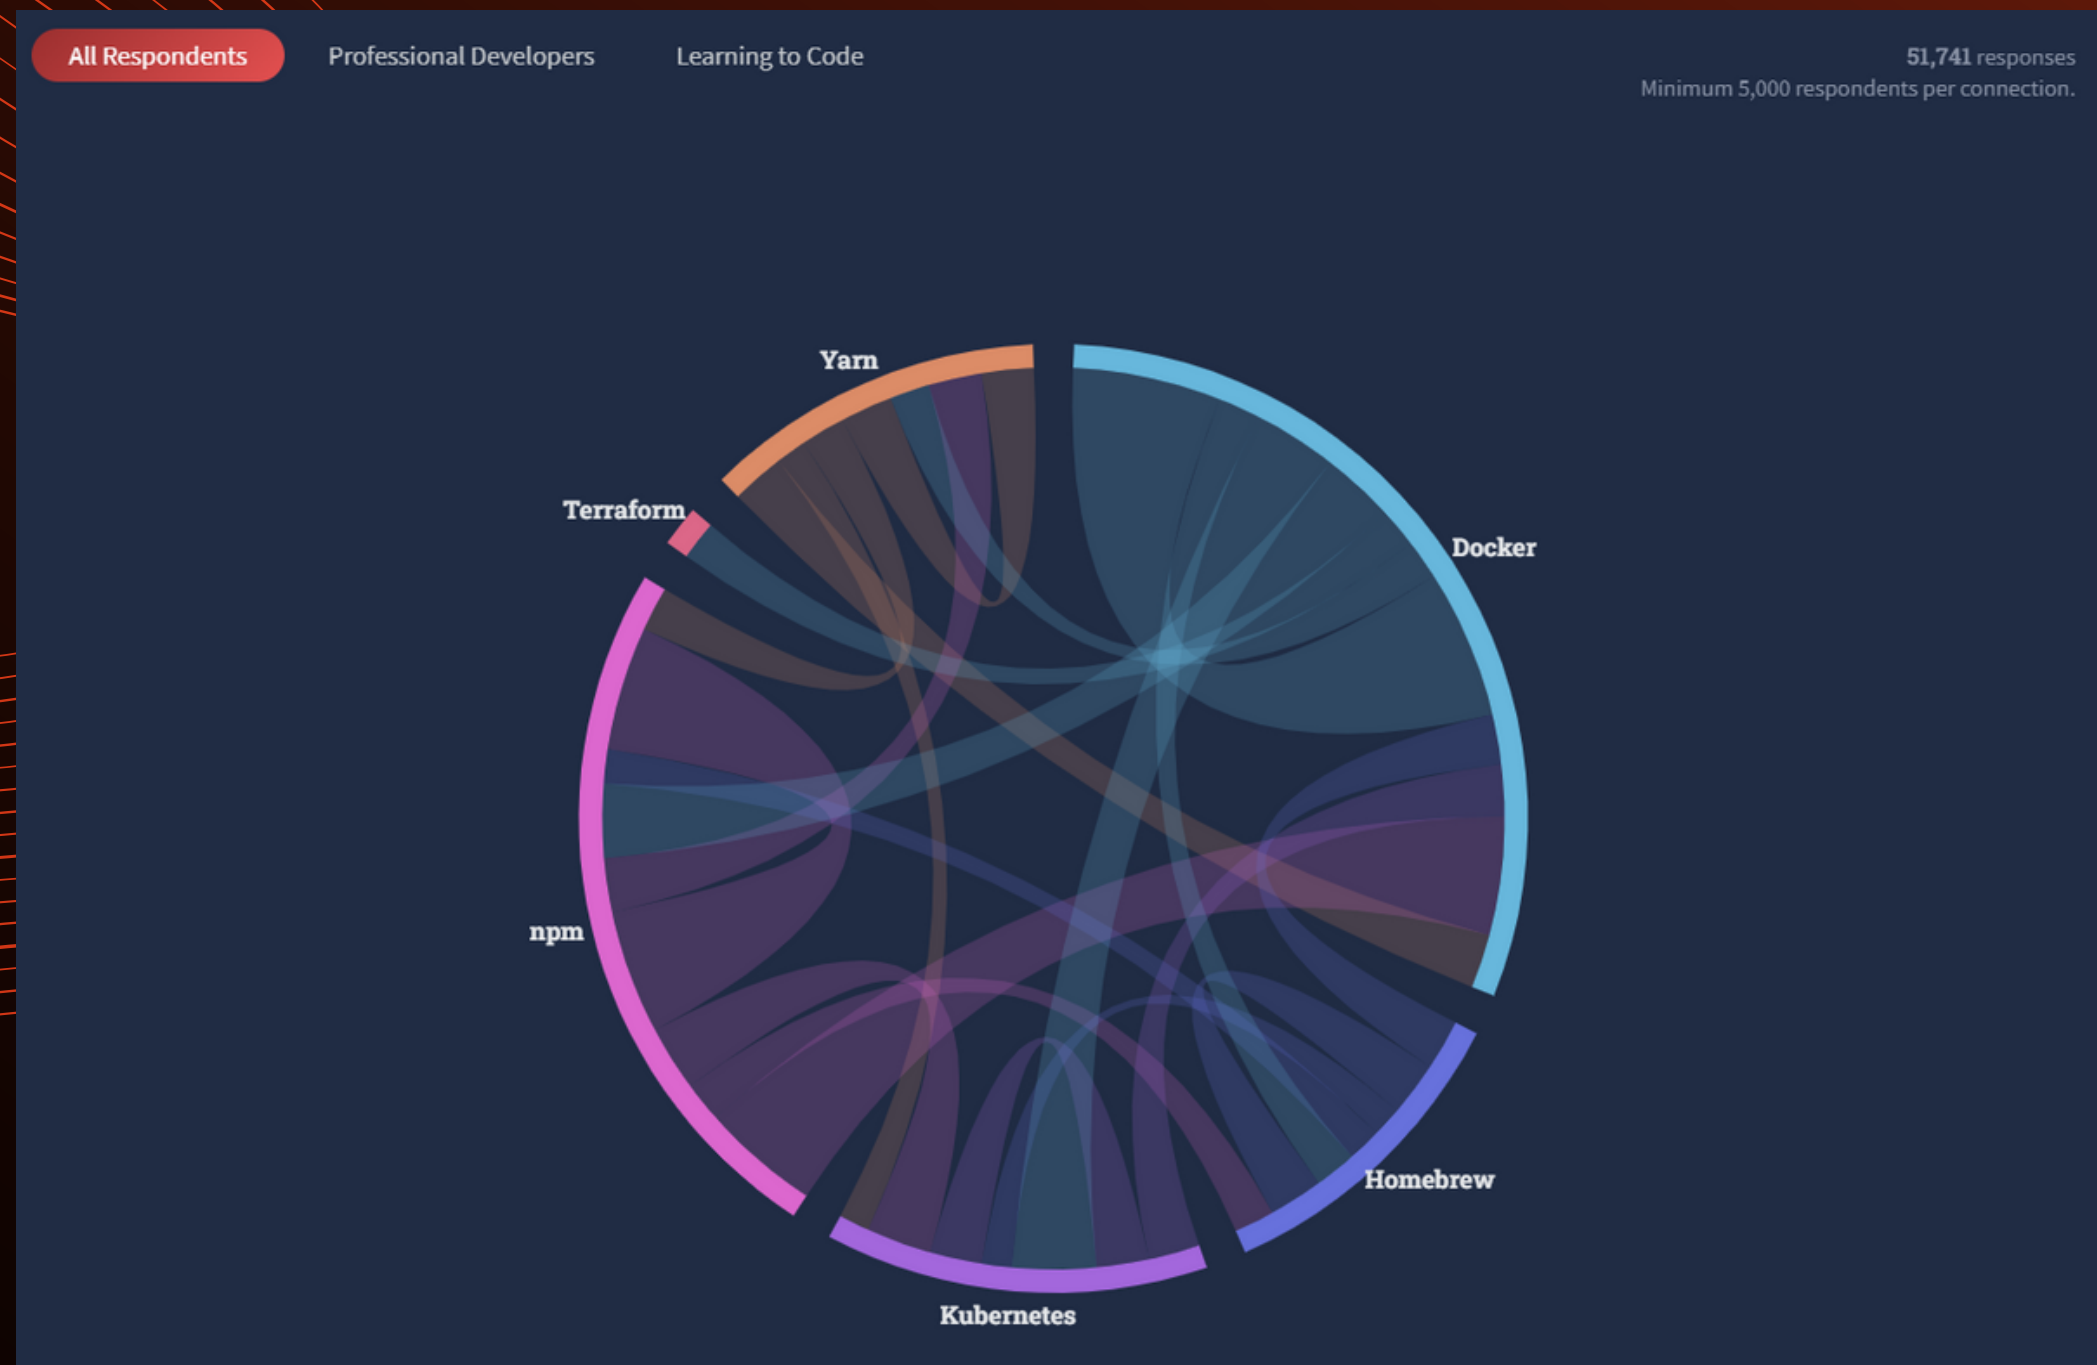 All Respondents
Professional Developers
Learning to Code
51,741 responses
Minimum 5,000 respondents per connection.
Yarn
Terraform
Docker
npm
Homebrew
Kubernetes